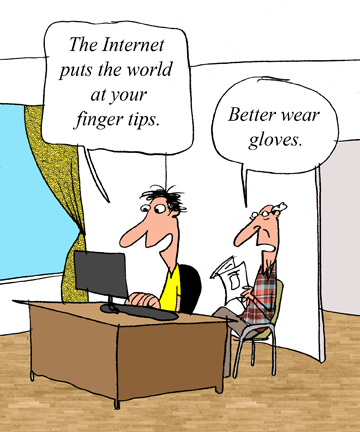 The Internet
puts the world
at your
finger tips.
Better wear
gloves.